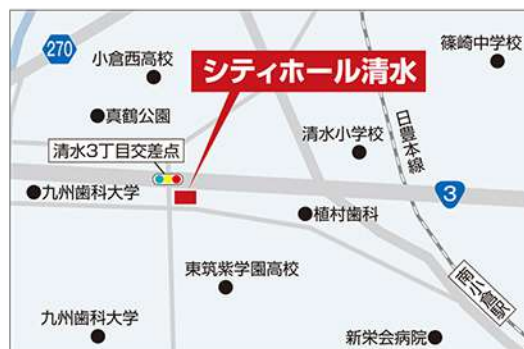 270
小倉西高校
シティホール清水
篠崎中学校
真鶴公園
清水3丁目交差点
清水小学校
日豊本線
九州歯科大学
3
植村歯科
東筑紫学園高校
南小倉駅
九州歯科大学
新栄会病院